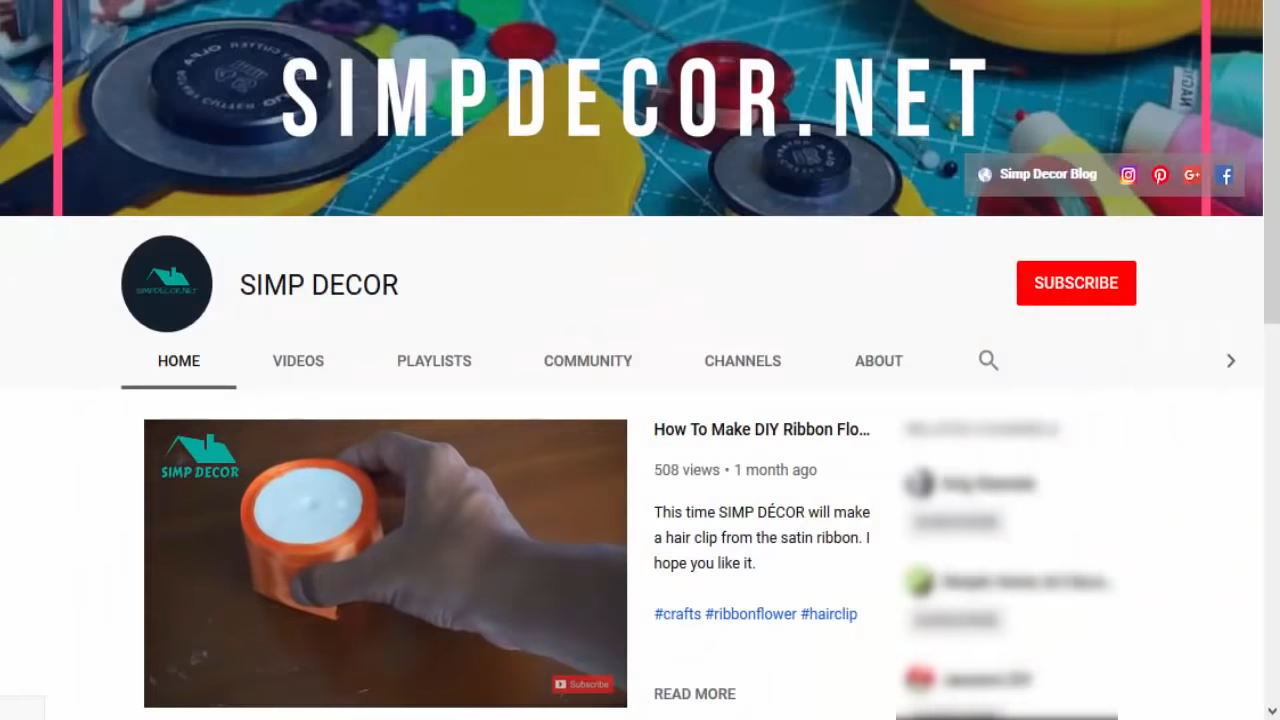 SIMPDECOR.NET
Simp Decor Blog
SIMPDECOR.NET
SIMP DECOR
SUBSCRIBE
HOME
VIDEOS
PLAYLISTS
COMMUNITY
CHANNELS
ABOUT
SIMP DECOR
Subscribe
How To Make DIY Ribbon Flo...
508 views • 1 month ago
This time SIMP DÉCOR will make
a hair clip from the satin ribbon. I
hope you like it.
#crafts #ribbonflower #hairclip
READ MORE